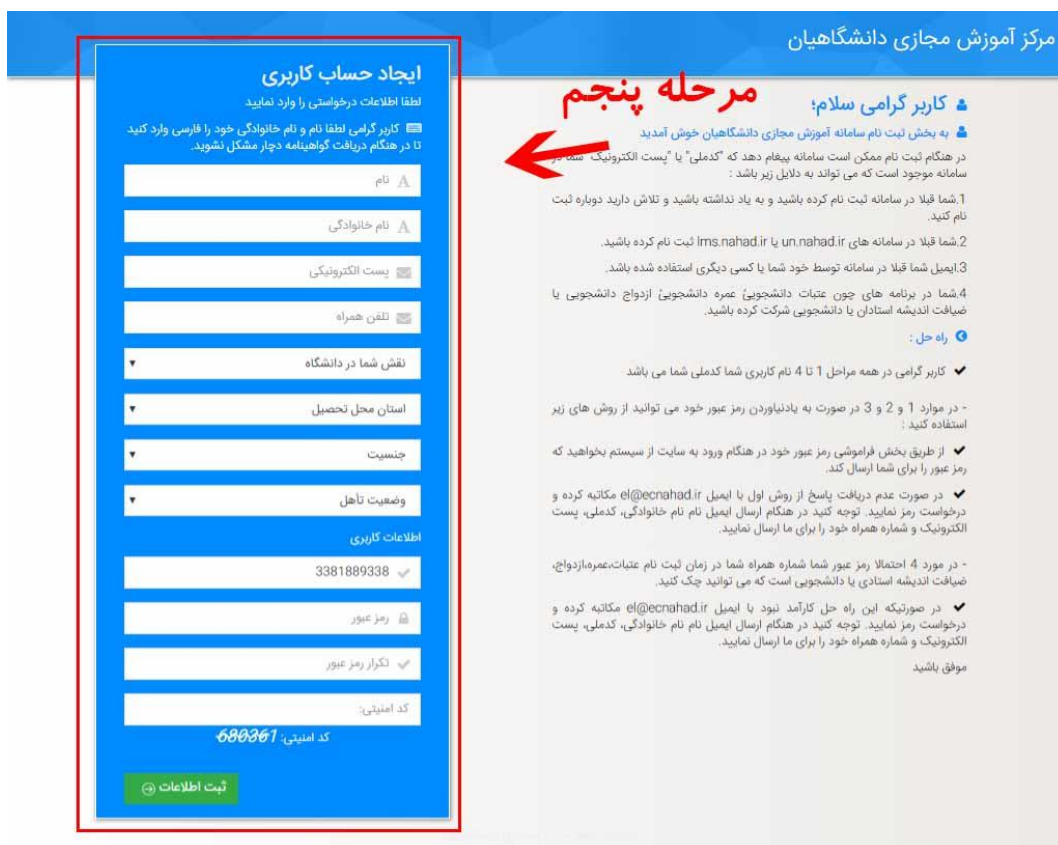 مرکز آموزش مجازی دانشگاهیان
مرحله پنجم
کاربر گرامی سلام؛
به بخش ثبت نام سامانه آموزش مجازی دانشگاهیان خوش آمدید
در هنگام ثبت نام ممکن است سامانه پیغام دهد که "کدملی" یا "پست الکترونیک" شما در
سامانه موجود است که می تواند به دلایل زیر باشد :
1.شما قبلا در سامانه ثبت نام کرده باشید و به یاد نداشته باشید و تلاش دارید دوباره ثبت
نام کنید.
2.شما قبلا در سامانه های un.nahad.ir یا lms.nahad.ir ثبت نام کرده باشید.
3.ایمیل شما قبلا در سامانه توسط خود شما یا کسی دیگری استفاده شده باشد.
4.شما در برنامه های چون عتبات دانشجویئ عمره دانشجویئ ازدواج دانشجویی یا
ضیافت اندیشه استادان یا دانشجویی شرکت کرده باشید.
راه حل :
کاربر گرامی در همه مراحل 1 تا 4 نام کاربری شما کدملی شما می باشد
- در موارد 1 و 2 و 3 در صورت به یادنیاوردن رمز عبور خود می توانید از روش های زیر
استفاده کنید :
از طریق بخش فراموشی رمز عبور خود در هنگام ورود به سایت از سیستم بخواهید که
رمز عبور را برای شما ارسال کند.
در صورت عدم دریافت پاسخ از روش اول با ایمیل el@ecnahad.ir مکاتبه کرده و
درخواست رمز نمایید. توجه کنید در هنگام ارسال ایمیل نام نام خانوادگی، کدملی، پست
الکترونیک و شماره همراه خود را برای ما ارسال نمایید.
- در مورد 4 احتمالا رمز عبور شما شماره همراه شما در زمان ثبت نام عتبات،عمره،ازدواج،
ضیافت اندیشه استادی یا دانشجویی است که می توانید چک کنید.
در صورتیکه این راه حل کارآمد نبود با ایمیل el@ecnahad.ir مکاتبه کرده و
درخواست رمز نمایید. توجه کنید در هنگام ارسال ایمیل نام نام خانوادگی، کدملی، پست
الکترونیک و شماره همراه خود را برای ما ارسال نمایید.
موفق باشید
ایجاد حساب کاربری
لطفا اطلاعات درخواستی را وارد نمایید
کاربر گرامی لطفا نام و نام خانوادگی خود را فارسی وارد کنید
تا در هنگام دریافت گواهینامه دچار مشکل نشوید.
نام
نام خانوادگی
پست الکترونیکی
تلفن همراه
نقش شما در دانشگاه
استان محل تحصیل
جنسیت
وضعیت تأهل
اطلاعات کاربری
3381889338
رمز عبور
تکرار رمز عبور
کد امنیتی:
کد امنیتی: 680361
ثبت اطلاعات